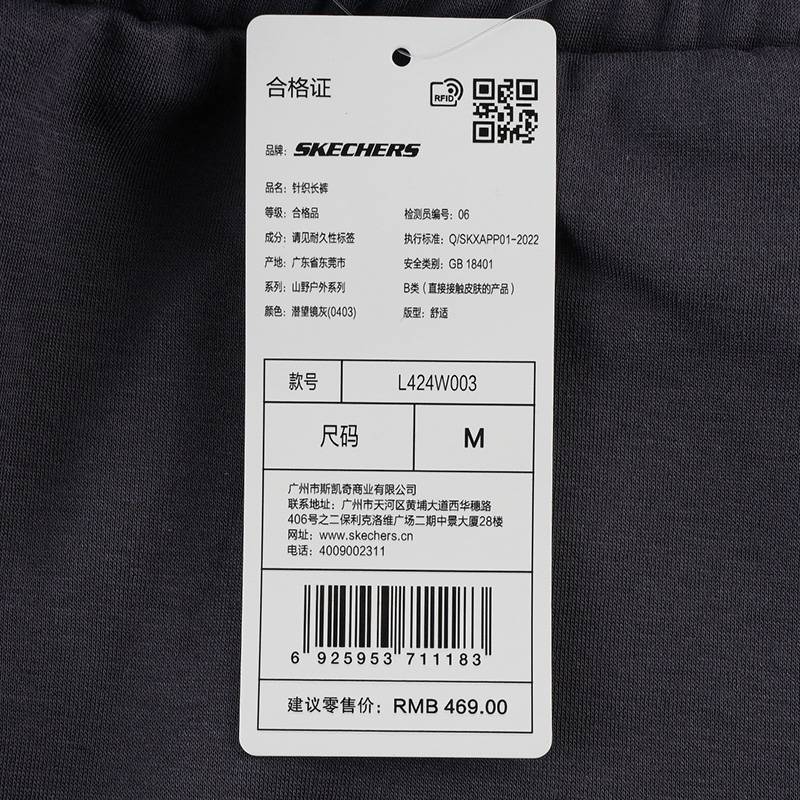 合格证
RFID
品牌: SKECHERS
品名: 针织长裤
等级: 合格品 检测员编号: 06
成分: 请见耐久性标签 执行标准: Q/SKXAPP01-2022
产地: 广东省东莞市 安全类别: GB 18401
系列: 山野户外系列 B类 (直接接触皮肤的产品)
颜色: 潜望镜灰(0403) 版型: 舒适
款号 L424W003
尺码 M
广州市斯凯奇商业有限公司
联系地址: 广州市天河区黄埔大道西华穗路
406号之二保利克洛维广场二期中景大厦28楼
网址: www.skechers.cn
电话: 4009002311
6 925953 711183
建议零售价: RMB 469.00